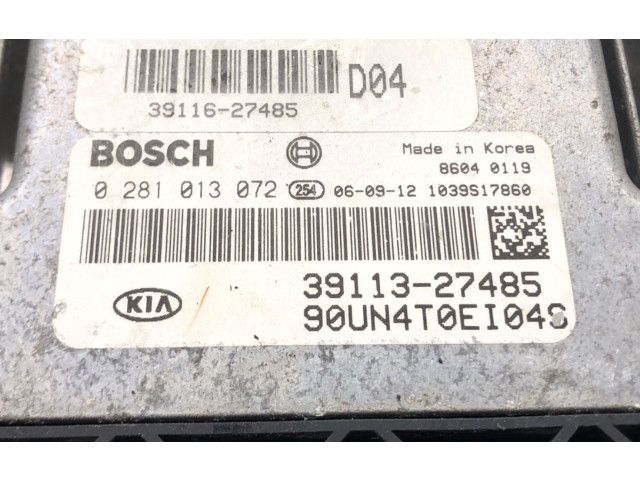 D04
39116-27485
BOSCH
Made in Korea
8604 0119
0 281 013 072 254 06-09-12 1039S17860
39113-27485
KIA
90UN4T0EI04S